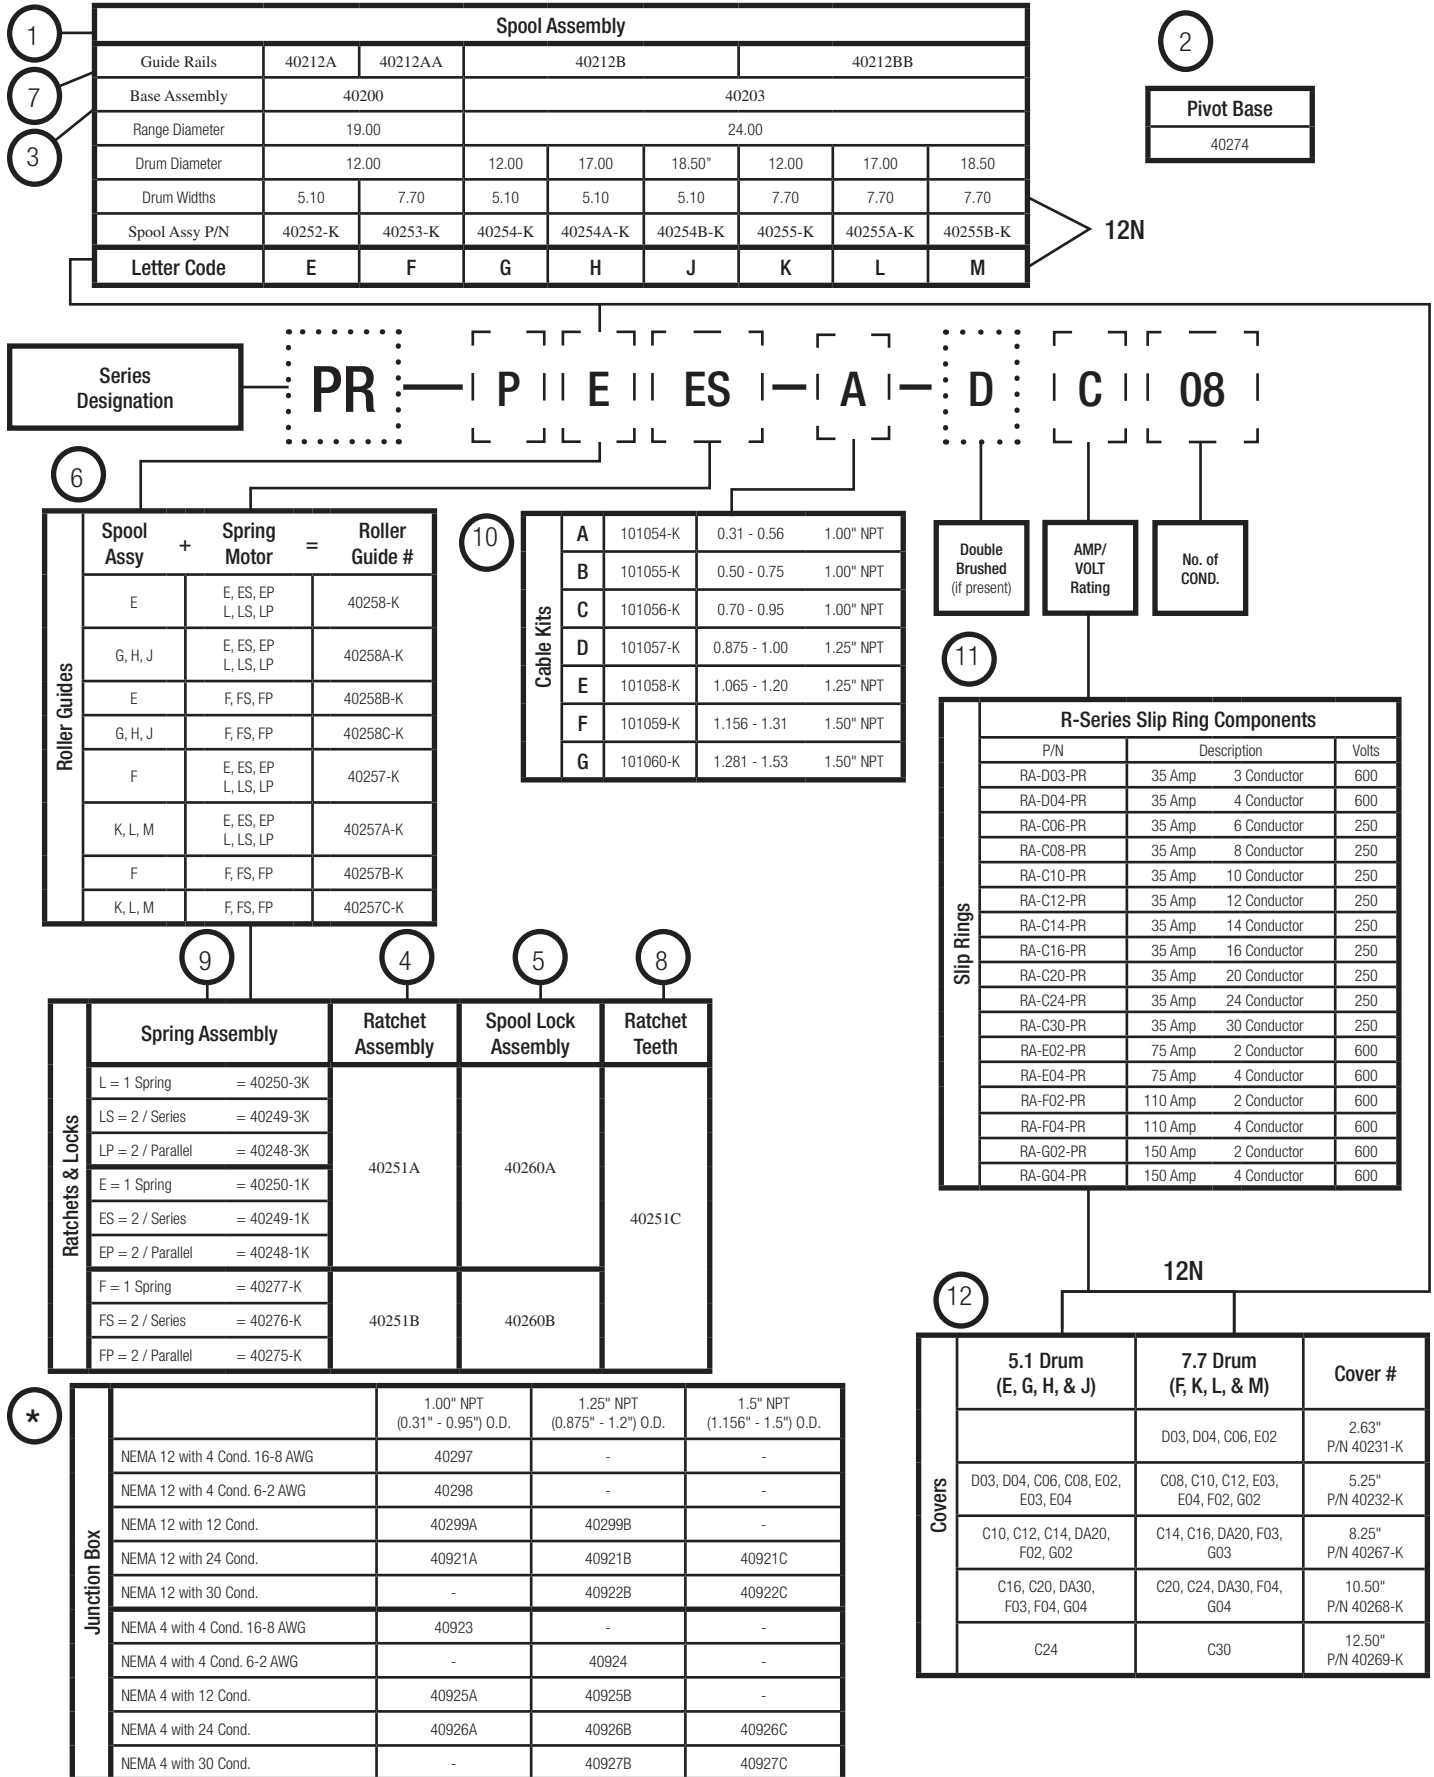 1
Spool Assembly
2
Guide Rails 40212A 40212AA 40212B 40212BB
7
Base Assembly 40200 40203
Pivot Base
40274
Range Diameter 19.00 24.00
3
Drum Diameter 12.00 12.00 17.00 18.50" 12.00 17.00 18.50
Drum Widths 5.10 7.70 5.10 5.10 5.10 7.70 7.70 7.70
Spool Assy P/N 40252-K 40253-K 40254-K 40254A-K 40254B-K 40255-K 40255A-K 40255B-K
12N
Letter Code E F G H J K L M
Series
Designation
PR P E ES A D C 08
6
Roller Guides
Spool Assy + Spring Motor = Roller Guide #
E E, ES, EP L, LS, LP 40258-K
G, H, J E, ES, EP L, LS, LP 40258A-K
E F, FS, FP 40258B-K
G, H, J F, FS, FP 40258C-K
F E, ES, EP L, LS, LP 40257-K
K, L, M E, ES, EP L, LS, LP 40257A-K
F F, FS, FP 40257B-K
K, L, M F, FS, FP 40257C-K
10
Cable Kits
A 101054-K 0.31 - 0.56 1.00" NPT
B 101055-K 0.50 - 0.75 1.00" NPT
C 101056-K 0.70 - 0.95 1.00" NPT
D 101057-K 0.875 - 1.00 1.25" NPT
E 101058-K 1.065 - 1.20 1.25" NPT
F 101059-K 1.156 - 1.31 1.50" NPT
G 101060-K 1.281 - 1.53 1.50" NPT
Double
Brushed
(if present)
AMP/
VOLT
Rating
No. of
COND.
11
Slip Rings
R-Series Slip Ring Components
P/N Description Volts
RA-D03-PR 35 Amp 3 Conductor 600
RA-D04-PR 35 Amp 4 Conductor 600
RA-C06-PR 35 Amp 6 Conductor 250
RA-C08-PR 35 Amp 8 Conductor 250
RA-C10-PR 35 Amp 10 Conductor 250
RA-C12-PR 35 Amp 12 Conductor 250
RA-C14-PR 35 Amp 14 Conductor 250
RA-C16-PR 35 Amp 16 Conductor 250
RA-C20-PR 35 Amp 20 Conductor 250
RA-C24-PR 35 Amp 24 Conductor 250
RA-C30-PR 35 Amp 30 Conductor 250
RA-E02-PR 75 Amp 2 Conductor 600
RA-E04-PR 75 Amp 4 Conductor 600
RA-F02-PR 110 Amp 2 Conductor 600
RA-F04-PR 110 Amp 4 Conductor 600
RA-G02-PR 150 Amp 2 Conductor 600
RA-G04-PR 150 Amp 4 Conductor 600
9 4 5 8
Ratchets & Locks
Spring Assembly Ratchet Assembly Spool Lock Assembly Ratchet Teeth
L = 1 Spring = 40250-3K
LS = 2 / Series = 40249-3K
LP = 2 / Parallel = 40248-3K
40251A 40260A
E = 1 Spring = 40250-1K
ES = 2 / Series = 40249-1K
40251C
EP = 2 / Parallel = 40248-1K
F = 1 Spring = 40277-K
FS = 2 / Series = 40276-K 40251B 40260B
FP = 2 / Parallel = 40275-K
12N
12
Covers
5.1 Drum (E, G, H, & J) 7.7 Drum (F, K, L, & M) Cover #
D03, D04, C06, E02 2.63" P/N 40231-K
D03, D04, C06, C08, E02, E03, E04 C08, C10, C12, E03, E04, F02, G02 5.25" P/N 40232-K
C10, C12, C14, DA20, F02, G02 C14, C16, DA20, F03, G03 8.25" P/N 40267-K
C16, C20, DA30, F03, F04, G04 C20, C24, DA30, F04, G04 10.50" P/N 40268-K
C24 C30 12.50" P/N 40269-K
*
Junction Box
1.00" NPT (0.31" - 0.95") O.D. 1.25" NPT (0.875" - 1.2") O.D. 1.5" NPT (1.156" - 1.5") O.D.
NEMA 12 with 4 Cond. 16-8 AWG 40297 - -
NEMA 12 with 4 Cond. 6-2 AWG 40298 - -
NEMA 12 with 12 Cond. 40299A 40299B -
NEMA 12 with 24 Cond. 40921A 40921B 40921C
NEMA 12 with 30 Cond. - 40922B 40922C
NEMA 4 with 4 Cond. 16-8 AWG 40923 - -
NEMA 4 with 4 Cond. 6-2 AWG - 40924 -
NEMA 4 with 12 Cond. 40925A 40925B -
NEMA 4 with 24 Cond. 40926A 40926B 40926C
NEMA 4 with 30 Cond. - 40927B 40927C